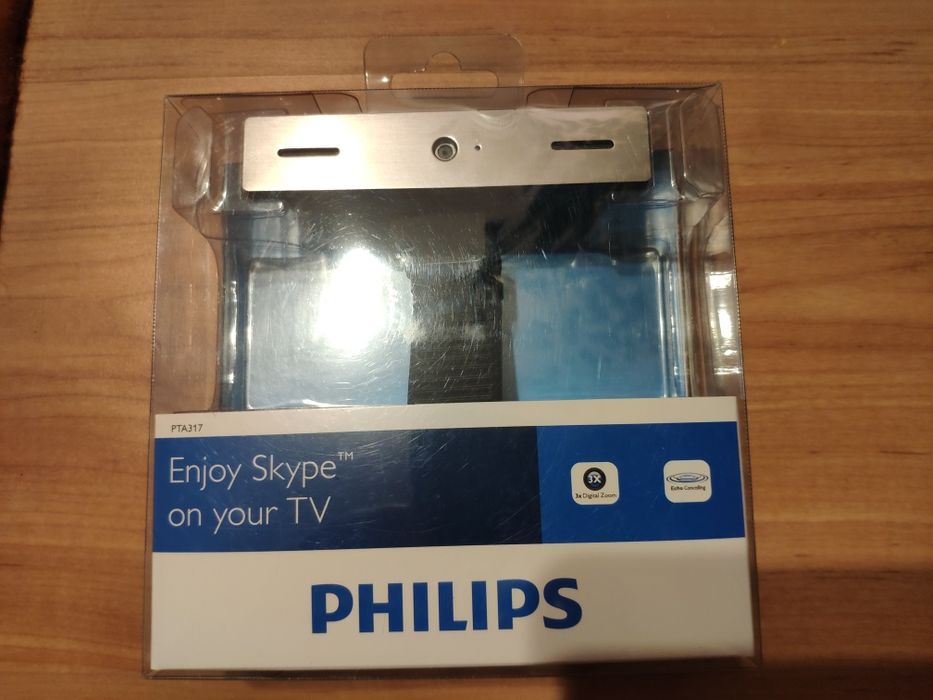 PTA317
Enjoy Skype™
on your TV
3X
3x Digital Zoom
Echo Canceling
PHILIPS